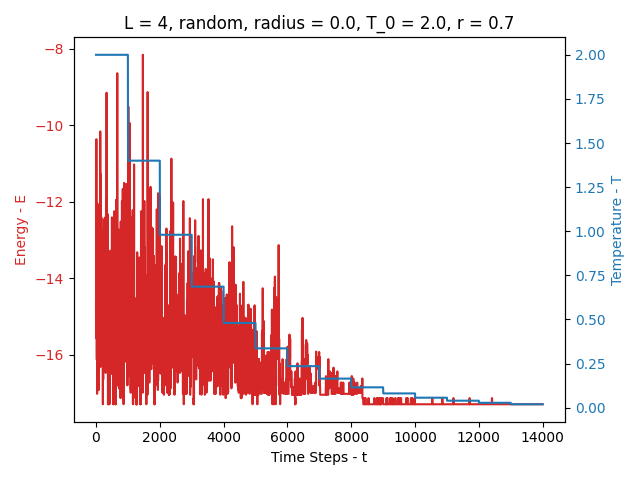 L = 4, random, radius = 0.0, T_0 = 2.0, r = 0.7
−8
−10
−12
−14
−16
Energy - E
2.00
1.75
1.50
1.25
1.00
0.75
0.50
0.25
0.00
Temperature - T
0 2000 4000 6000 8000 10000 12000 14000
Time Steps - t